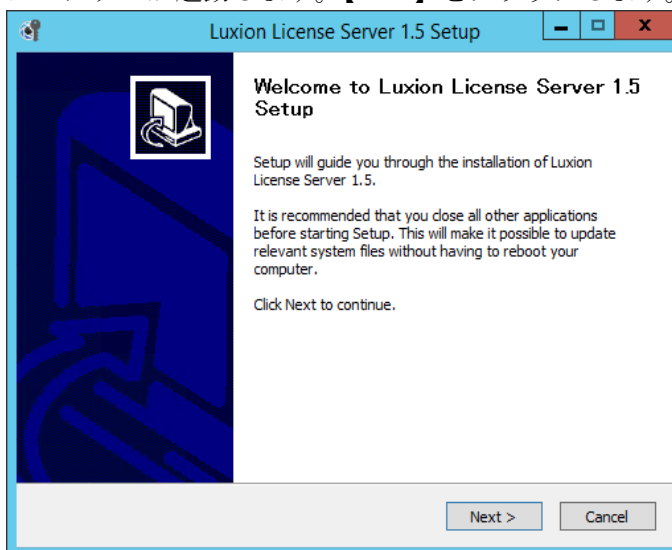 Luxion License Server 1.5 Setup
Welcome to Luxion License Server 1.5
Setup
Setup will guide you through the installation of Luxion
License Server 1.5.
It is recommended that you close all other applications
before starting Setup. This will make it possible to update
relevant system files without having to reboot your
computer.
Click Next to continue.
Next >
Cancel